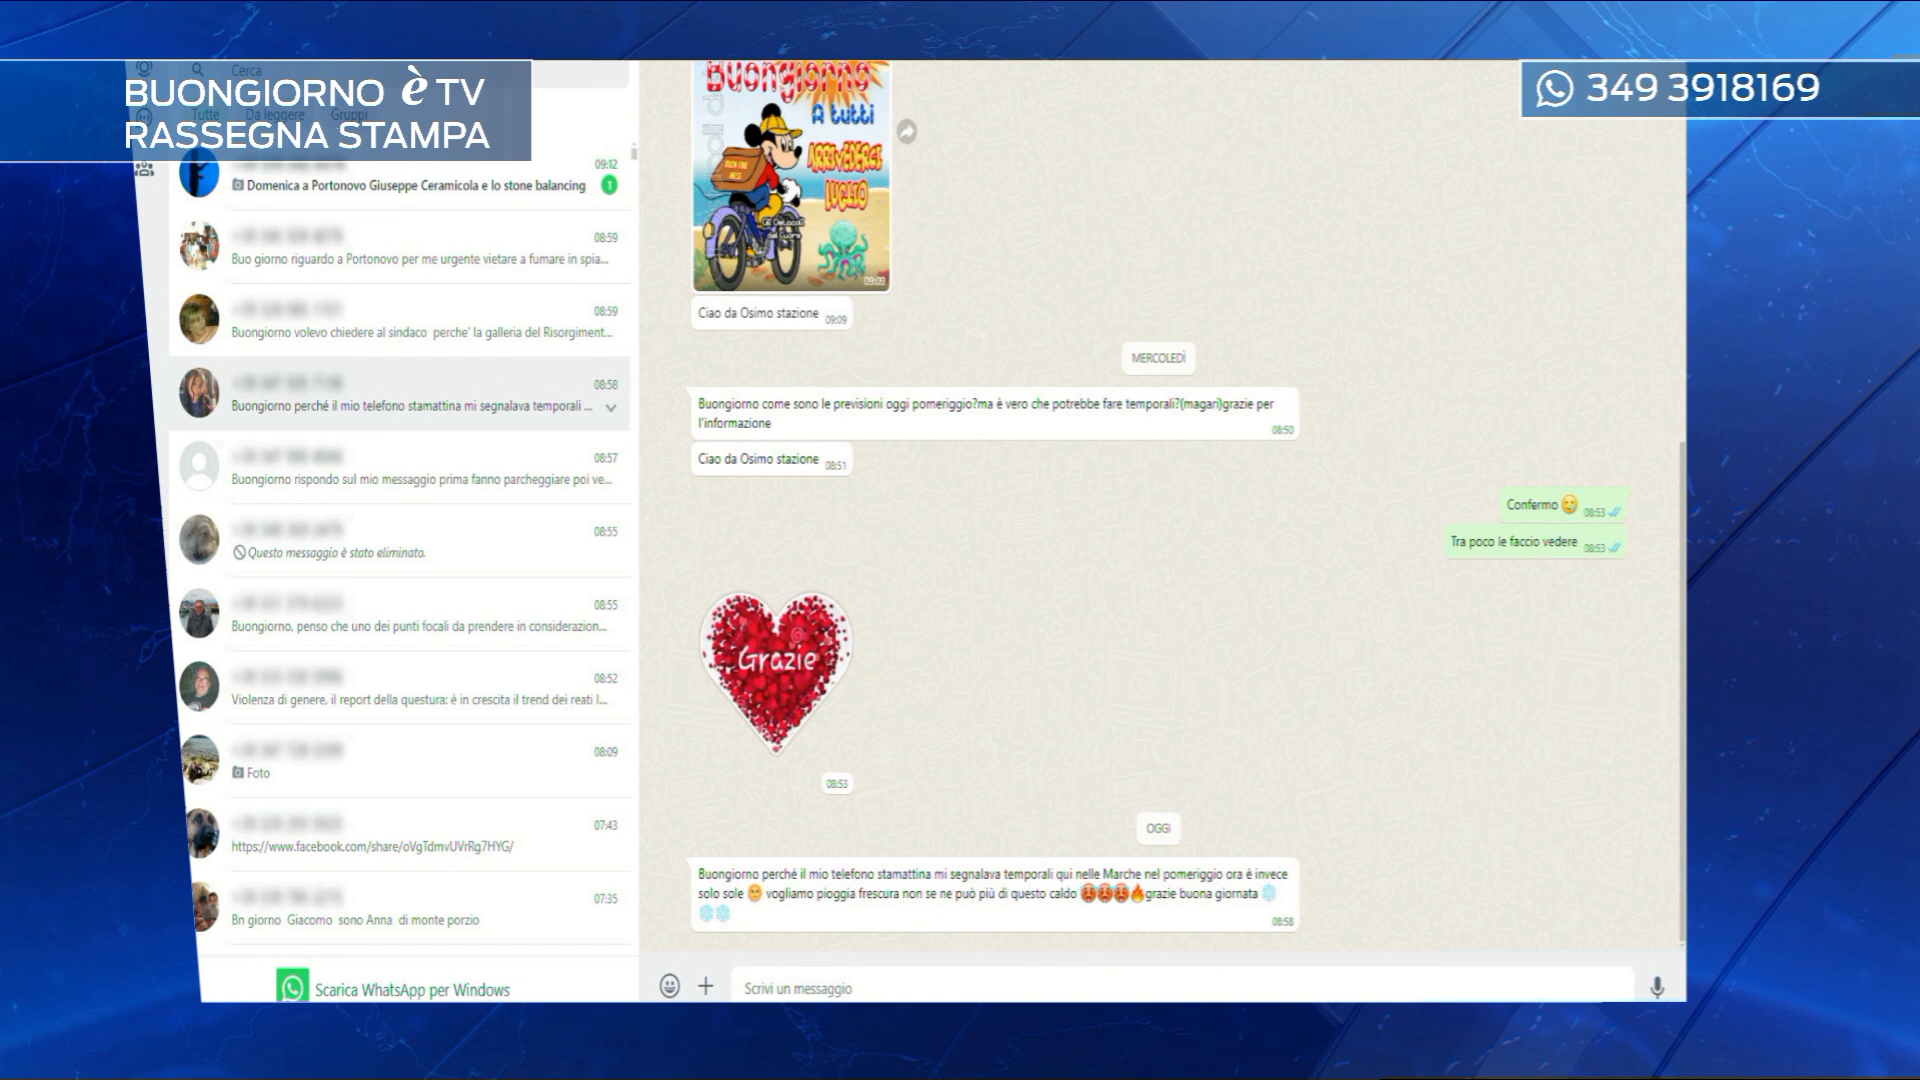 BUONGIORNO è TV
RASSEGNA STAMPA
349 3918169
Cerca
Tutte Da leggere Gruppi
09:12
Domenica a Portonovo Giuseppe Ceramicola e lo stone balancing 1
08:59
Buo giorno riguardo a Portonovo per me urgente vietare a fumare in spia...
08:59
Buongiorno volevo chiedere al sindaco perche' la galleria del Risorgiment...
08:58
Buongiorno perché il mio telefono stamattina mi segnalava temporali ...
08:57
Buongiorno rispondo sul mio messaggio prima fanno parcheggiare poi ve...
08:55
Questo messaggio è stato eliminato.
08:55
Buongiorno, penso che uno dei punti focali da prendere in considerazion...
08:52
Violenza di genere, il report della questura: è in crescita il trend dei reati l...
08:09
Foto
07:43
https://www.facebook.com/share/oVgTdmvUVrRg7HYG/
07:35
Bn giorno Giacomo sono Anna di monte porzio
Scarica WhatsApp per Windows
Buongiorno
A tutti
ARRIVEDERCI
LUGLIO
09:09
Ciao da Osimo stazione 09:09
MERCOLEDÌ
Buongiorno come sono le previsioni oggi pomeriggio?ma è vero che potrebbe fare temporali?(magari)grazie per
l'informazione
08:50
Ciao da Osimo stazione 08:51
Confermo 08:53
Tra poco le faccio vedere 08:53
Grazie
08:53
OGGI
Buongiorno perché il mio telefono stamattina mi segnalava temporali qui nelle Marche nel pomeriggio ora è invece
solo sole 😊 vogliamo pioggia frescura non se ne può più di questo caldo 🥵🥵🥵🔥grazie buona giornata ❄️
❄️❄️
08:58
Scrivi un messaggio